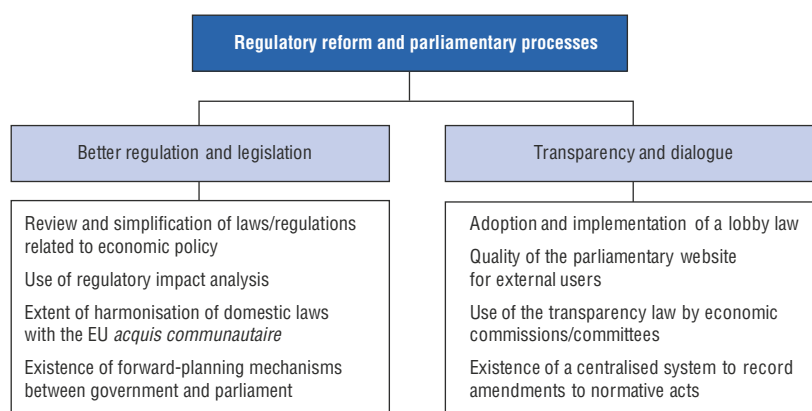 Regulatory reform and parliamentary processes
Better regulation and legislation
Review and simplification of laws/regulations
related to economic policy
Use of regulatory impact analysis
Extent of harmonisation of domestic laws
with the EU acquis communautaire
Existence of forward-planning mechanisms
between government and parliament
Transparency and dialogue
Adoption and implementation of a lobby law
Quality of the parliamentary website
for external users
Use of the transparency law by economic
commissions/committees
Existence of a centralised system to record
amendments to normative acts